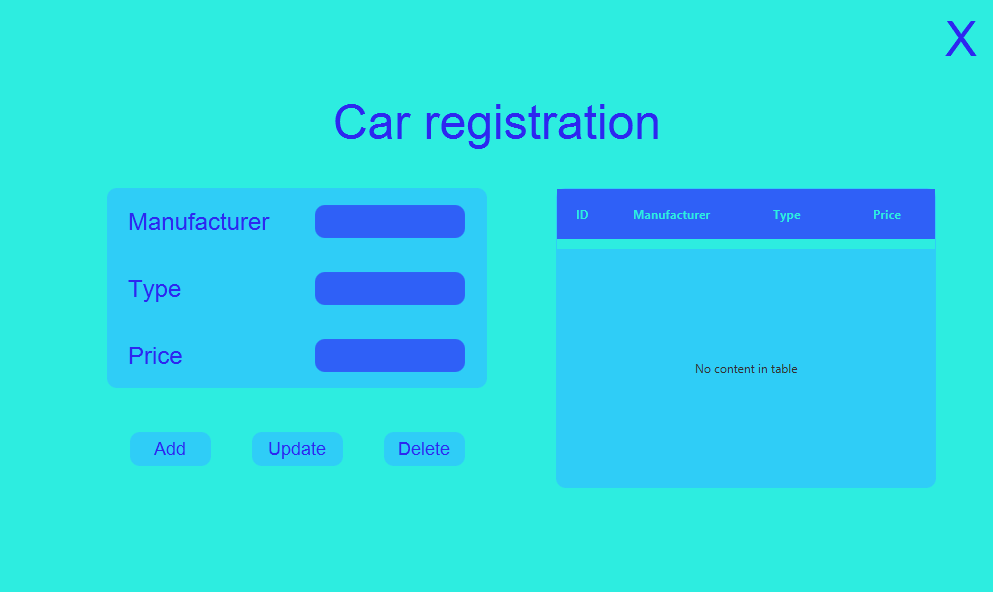 X
Car registration
Manufacturer
Type
Price
Add Update Delete
ID Manufacturer Type Price
No content in table